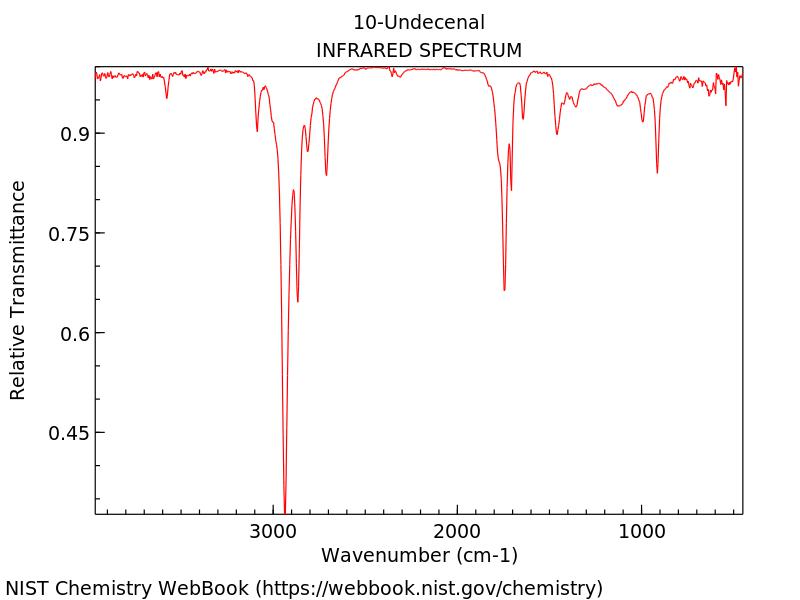 10-Undecenal
INFRARED SPECTRUM
0.9
0.75
0.6
0.45
Relative Transmittance
3000 2000 1000
Wavenumber (cm-1)
NIST Chemistry WebBook (https://webbook.nist.gov/chemistry)